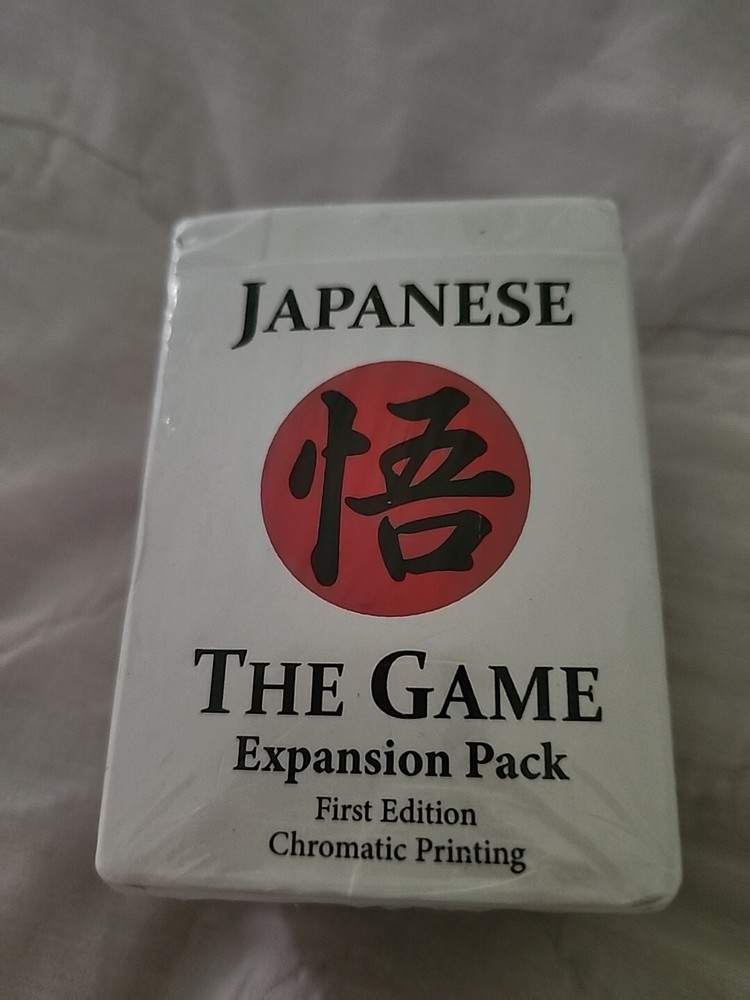 JAPANESE
悟
THE GAME
Expansion Pack
First Edition
Chromatic Printing